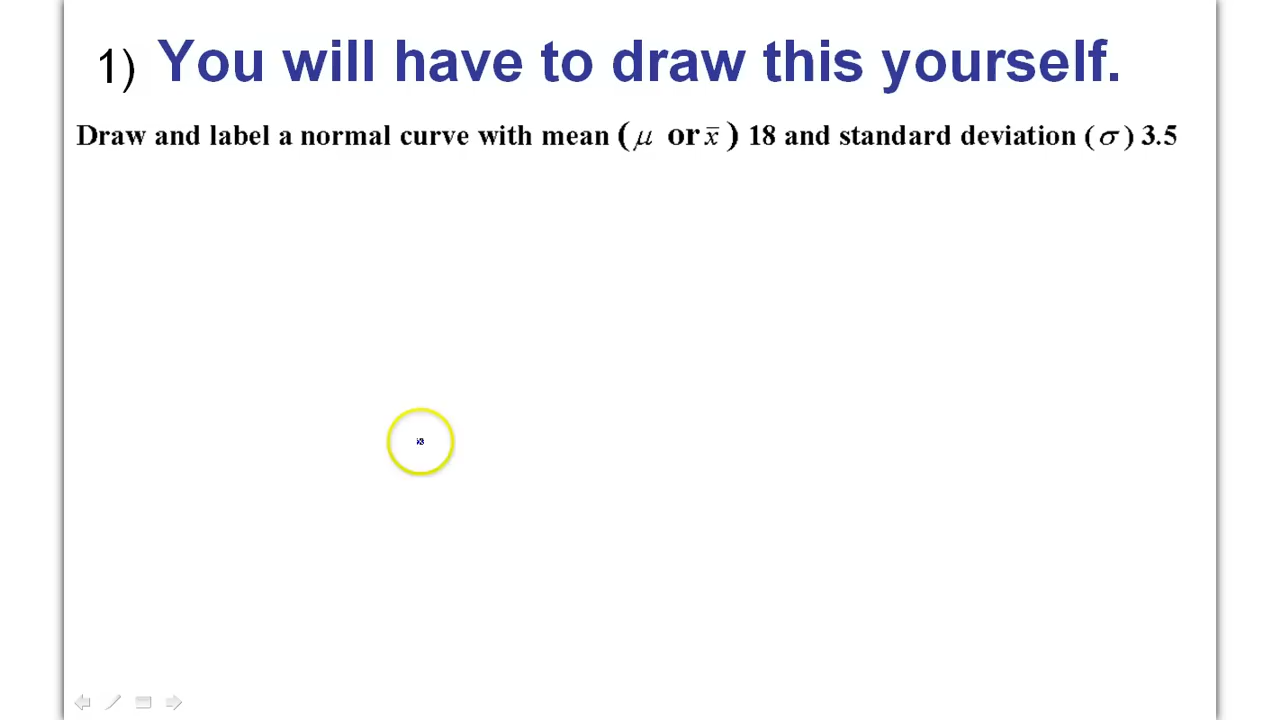 1) You will have to draw this yourself.
Draw and label a normal curve with mean (μ or x̄) 18 and standard deviation (σ) 3.5